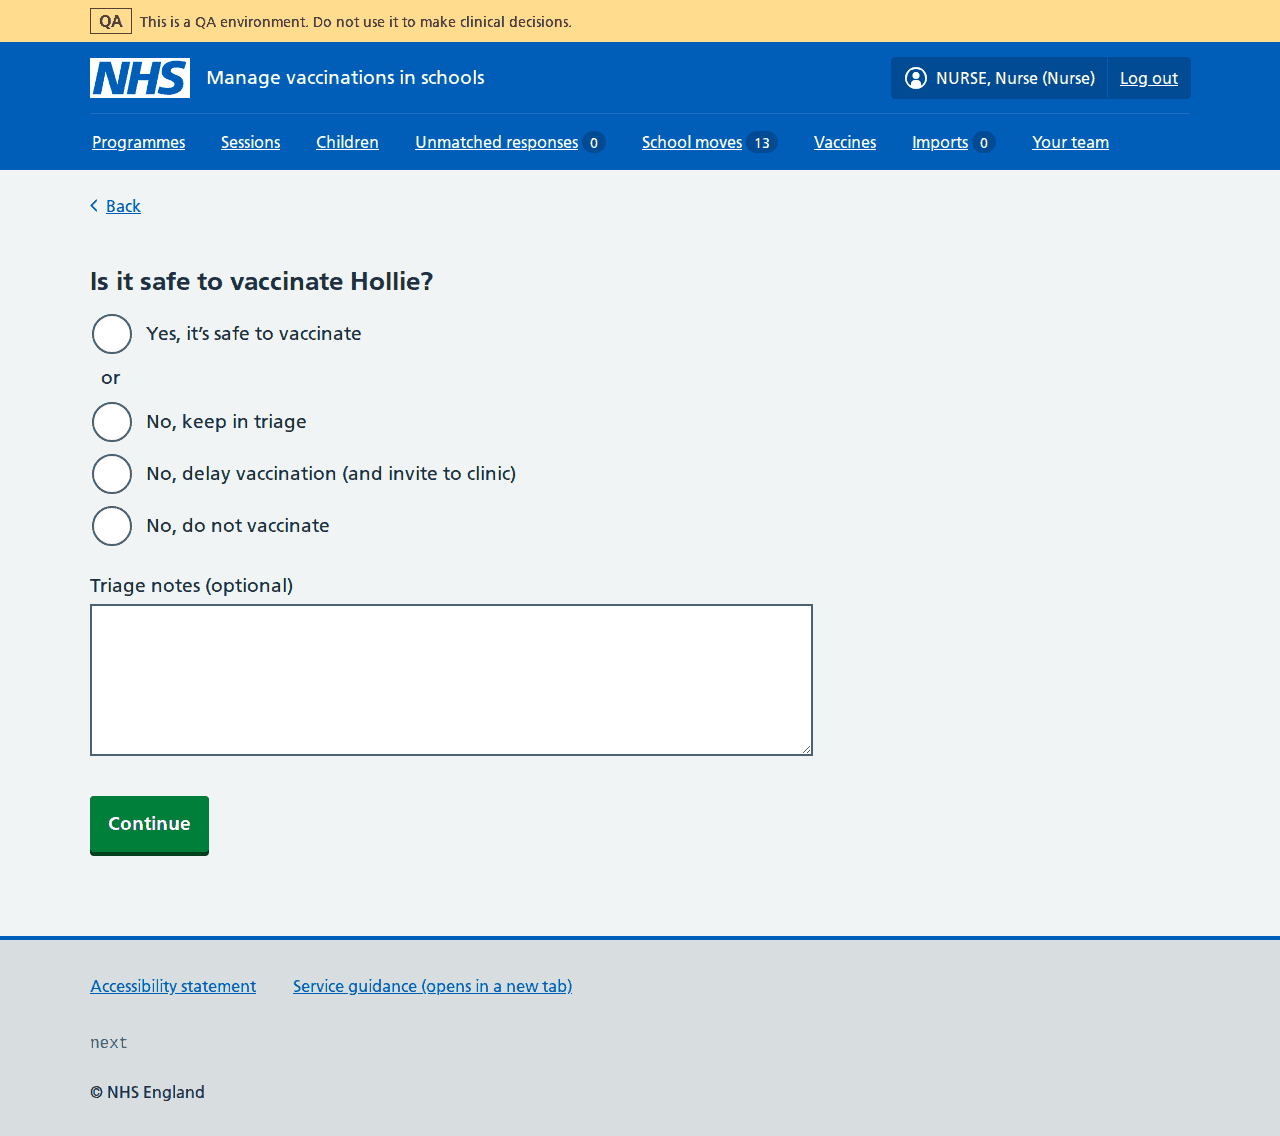 QA This is a QA environment. Do not use it to make clinical decisions.
NHS Manage vaccinations in schools NURSE, Nurse (Nurse) Log out
Programmes Sessions Children Unmatched responses 0 School moves 13 Vaccines Imports 0 Your team
Back
Is it safe to vaccinate Hollie?
Yes, it’s safe to vaccinate
or
No, keep in triage
No, delay vaccination (and invite to clinic)
No, do not vaccinate
Triage notes (optional)
Continue
Accessibility statement Service guidance (opens in a new tab)
next
© NHS England